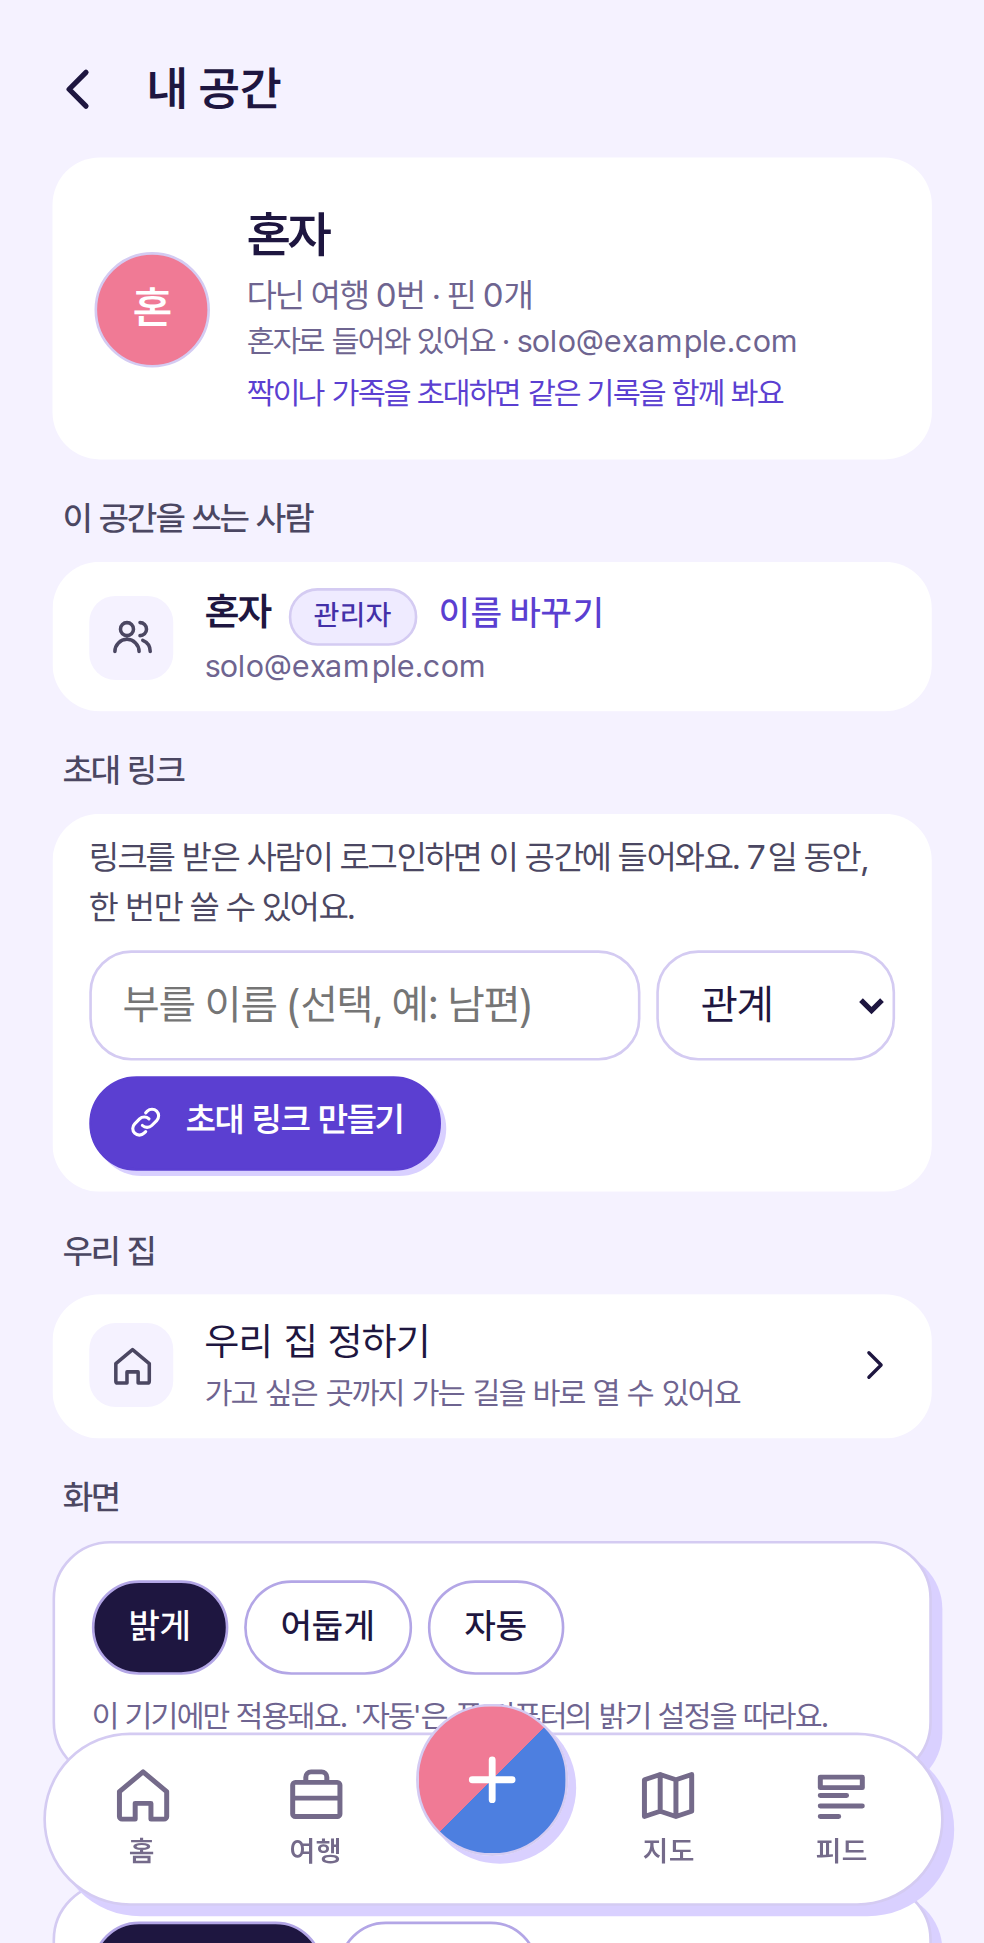 내 공간
혼
혼자
다닌 여행 0번 · 핀 0개
혼자로 들어와 있어요 · solo@example.com
짝이나 가족을 초대하면 같은 기록을 함께 봐요
이 공간을 쓰는 사람
혼자 관리자 이름 바꾸기
solo@example.com
초대 링크
링크를 받은 사람이 로그인하면 이 공간에 들어와요. 7일 동안,
한 번만 쓸 수 있어요.
부를 이름 (선택, 예: 남편) 관계
초대 링크 만들기
우리 집
우리 집 정하기
가고 싶은 곳까지 가는 길을 바로 열 수 있어요
화면
밝게 어둡게 자동
이 기기에만 적용돼요. '자동'은 밝기 설정을 따라요.
홈 여행 지도 피드